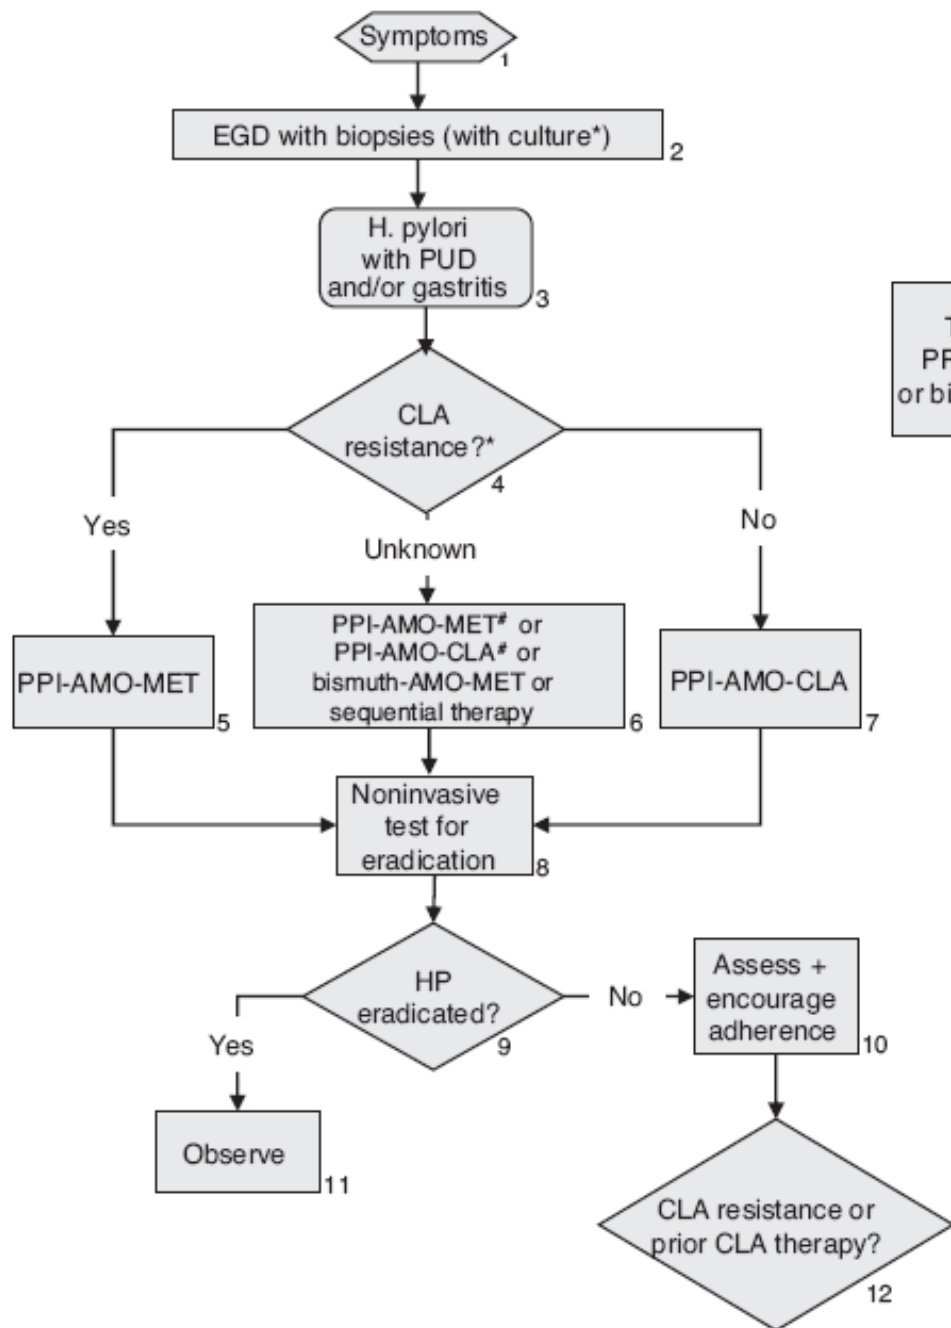 Symptoms
1
EGD with biopsies (with culture*)
2
H. pylori
with PUD
and/or gastritis
3
CLA
resistance?*
4
Yes
Unknown
No
PPI-AMO-MET
5
PPI-AMO-MET# or
PPI-AMO-CLA# or
bismuth-AMO-MET or
sequential therapy
6
PPI-AMO-CLA
7
Noninvasive
test for
eradication
8
HP
eradicated?
9
No
Yes
Assess +
encourage
adherence
10
Observe
11
CLA resistance or
prior CLA therapy?
12
or